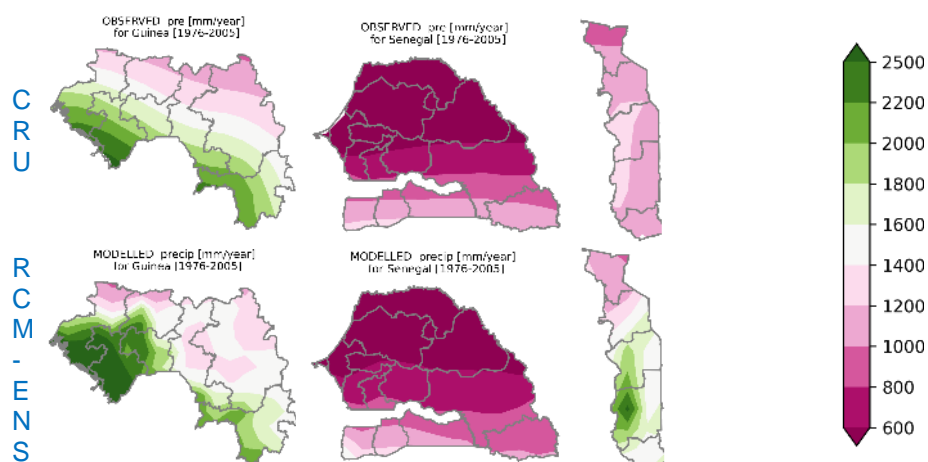 OBSERVED pre [mm/year]
for Guinea [1976-2005]
OBSERVED pre [mm/year]
for Senegal [1976-2005]
C
R
U
MODELLED precip [mm/year]
for Guinea [1976-2005]
MODELLED precip [mm/year]
for Senegal [1976-2005]
R
C
M
-
E
N
S
2500
2200
2000
1800
1600
1400
1200
1000
800
600